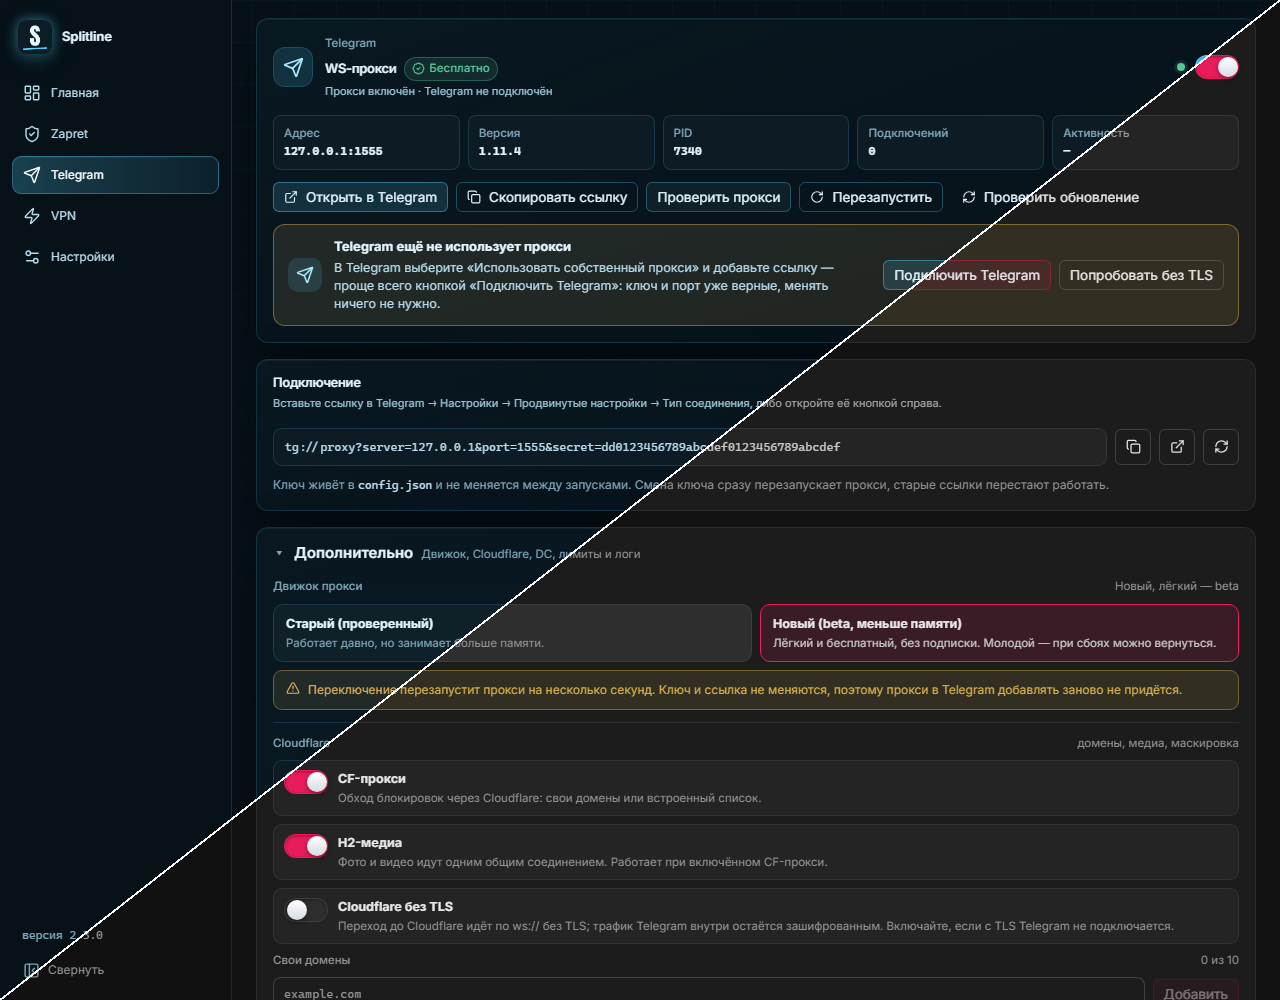 Splitline
Главная
Zapret
Telegram
VPN
Настройки
версия 2.3.0
Свернуть
Telegram
WS-прокси
Бесплатно
Прокси включён · Telegram не подключён
Адрес
127.0.0.1:1555
Версия
1.11.4
PID
7340
Подключений
0
Активность
—
Открыть в Telegram
Скопировать ссылку
Проверить прокси
Перезапустить
Проверить обновление
Telegram ещё не использует прокси
В Telegram выберите «Использовать собственный прокси» и добавьте ссылку —
проще всего кнопкой «Подключить Telegram»: ключ и порт уже верные, менять
ничего не нужно.
Подключить Telegram
Попробовать без TLS
Подключение
Вставьте ссылку в Telegram → Настройки → Продвинутые настройки → Тип соединения, либо откройте её кнопкой справа.
tg://proxy?server=127.0.0.1&port=1555&secret=dd0123456789abcdef0123456789abcdef
Ключ живёт в config.json и не меняется между запусками. Смена ключа сразу перезапускает прокси, старые ссылки перестают работать.
Дополнительно
Движок, Cloudflare, DC, лимиты и логи
Движок прокси
Новый, лёгкий — beta
Старый (проверенный)
Работает давно, но занимает больше памяти.
Новый (beta, меньше памяти)
Лёгкий и бесплатный, без подписки. Молодой — при сбоях можно вернуться.
Переключение перезапустит прокси на несколько секунд. Ключ и ссылка не меняются, поэтому прокси в Telegram добавлять заново не придётся.
Cloudflare
домены, медиа, маскировка
CF-прокси
Обход блокировок через Cloudflare: свои домены или встроенный список.
H2-медиа
Фото и видео идут одним общим соединением. Работает при включённом CF-прокси.
Cloudflare без TLS
Переход до Cloudflare идёт по ws:// без TLS; трафик Telegram внутри остаётся зашифрованным. Включайте, если с TLS Telegram не подключается.
Свои домены
0 из 10
example.com
Добавить